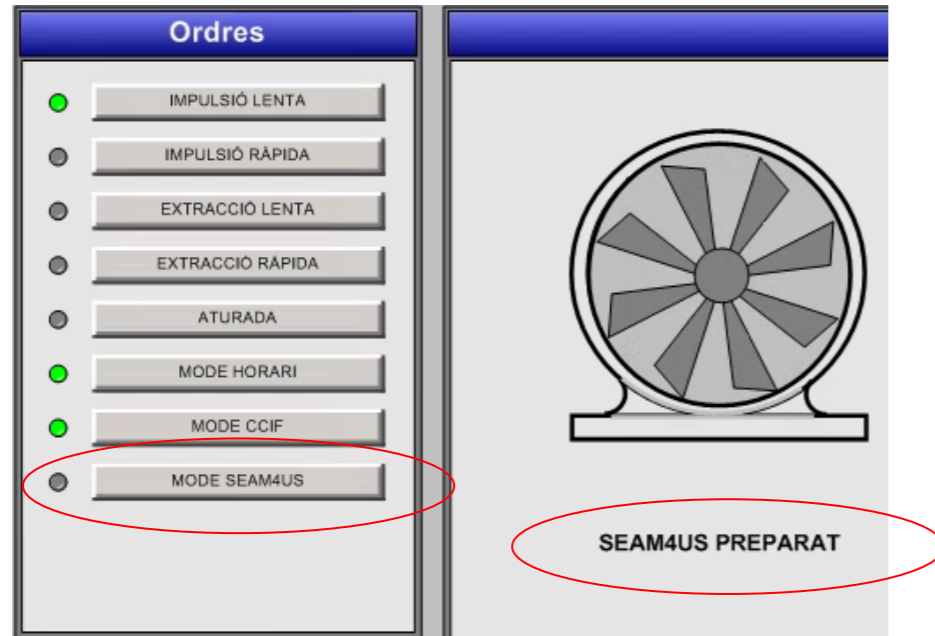 Ordres
IMPULSIÓ LENTA
IMPULSIÓ RÀPIDA
EXTRACCIÓ LENTA
EXTRACCIÓ RÀPIDA
ATURADA
MODE HORARI
MODE CCIF
MODE SEAM4US
SEAM4US PREPARAT